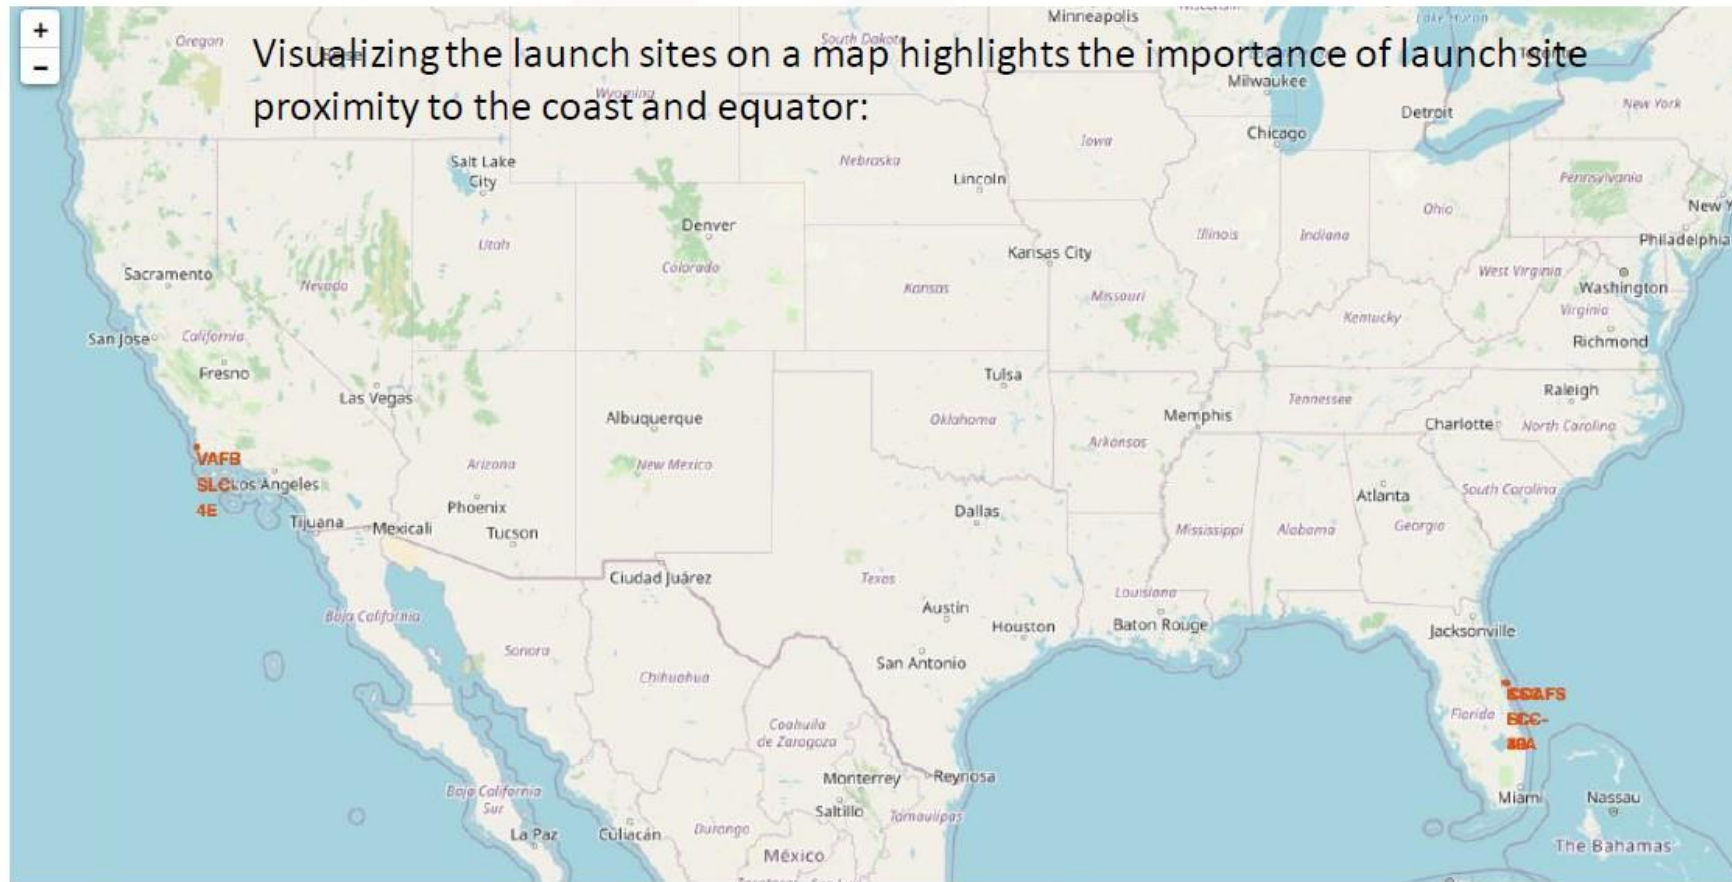 +
−
Visualizing the launch sites on a map highlights the importance of launch site
proximity to the coast and equator:
Minneapolis
Lake Huron
Oregon
South Dakota
Wyoming
Milwaukee
Detroit
New York
Chicago
Iowa
Salt Lake
City
Nebraska
Lincoln
Pennsylvania
New Y
Ohio
Denver
Utah
Illinois
Indiana
Philadelphia
Kansas City
Colorado
Sacramento
Nevada
Kansas
Missouri
West Virginia
Washington
Virginia
Kentucky
San Jose
California
Richmond
Fresno
Tulsa
Las Vegas
Raleigh
Tennessee
Albuquerque
Oklahoma
Memphis
Charlotte
North Carolina
Arkansas
VAFB
SLC-
4E
Los Angeles
Arizona
New Mexico
Phoenix
Tucson
Dallas
Atlanta
South Carolina
Georgia
Mississippi
Alabama
Tijuana
Mexicali
Ciudad Juárez
Texas
Louisiana
Austin
Houston
Baton Rouge
Jacksonville
Baja California
Sonora
San Antonio
Chihuahua
Florida
Coahuila
de Zaragoza
Monterrey
Reynosa
Baja California
Sur
Saltillo
Tamaulipas
Miami
Nassau
La Paz
Culiacán
Durango
México
The Bahamas